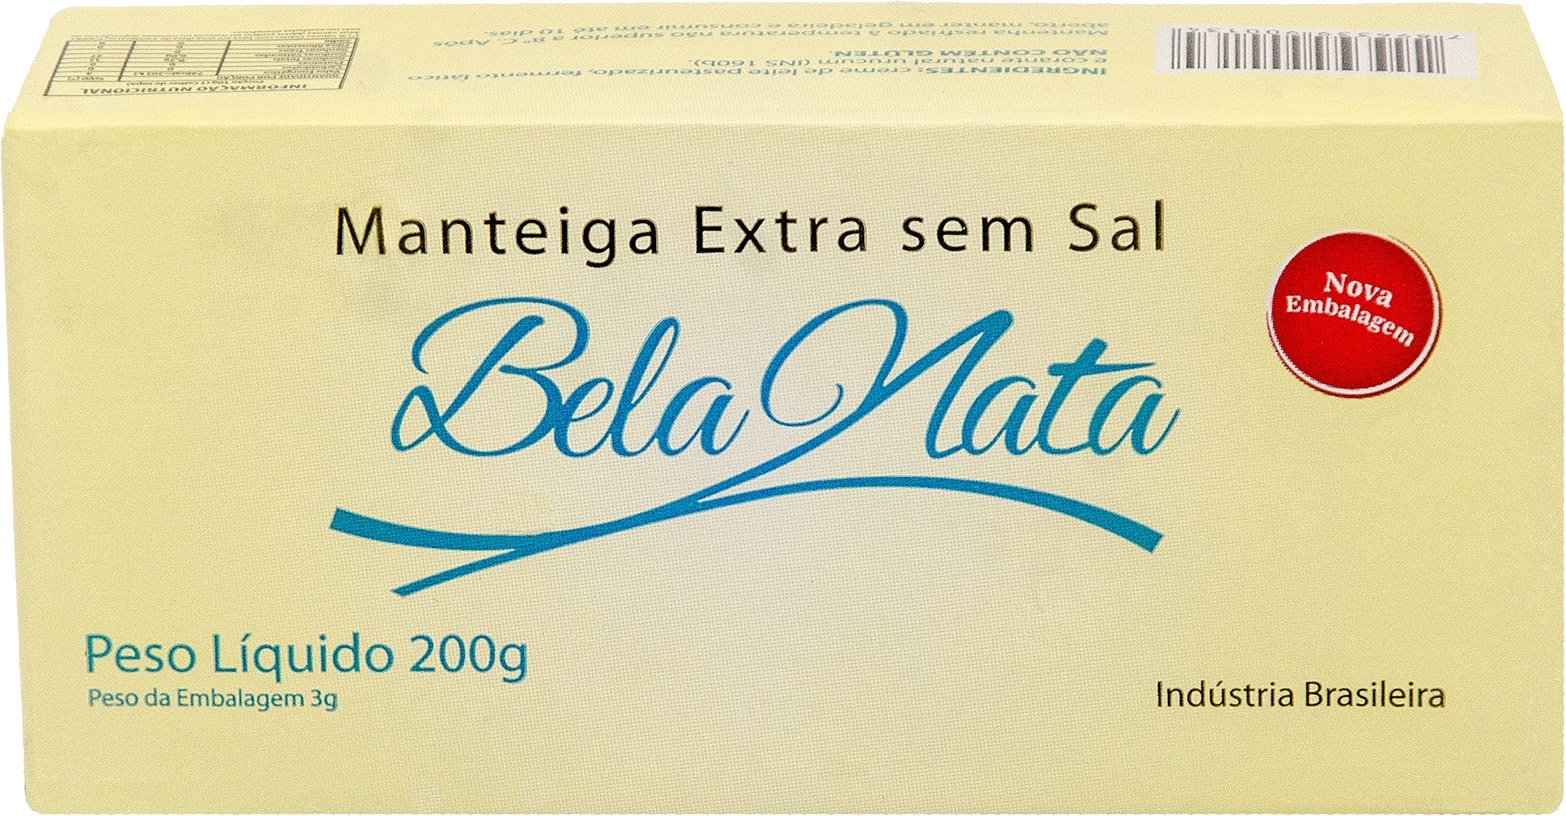 INFORMAÇÃO NUTRICIONAL
INGREDIENTES: creme de leite pasteurizado, fermento lático
e corante natural urucum (INS 160b).
NÃO CONTÉM GLÚTEN.
Mantenha resfriado à temperatura não superior a 8º C. Após
aberto, manter em geladeira e consumir em até 10 dias.
Manteiga Extra sem Sal
Bela Nata
Nova
Embalagem
Peso Líquido 200g
Peso da Embalagem 3g
Indústria Brasileira